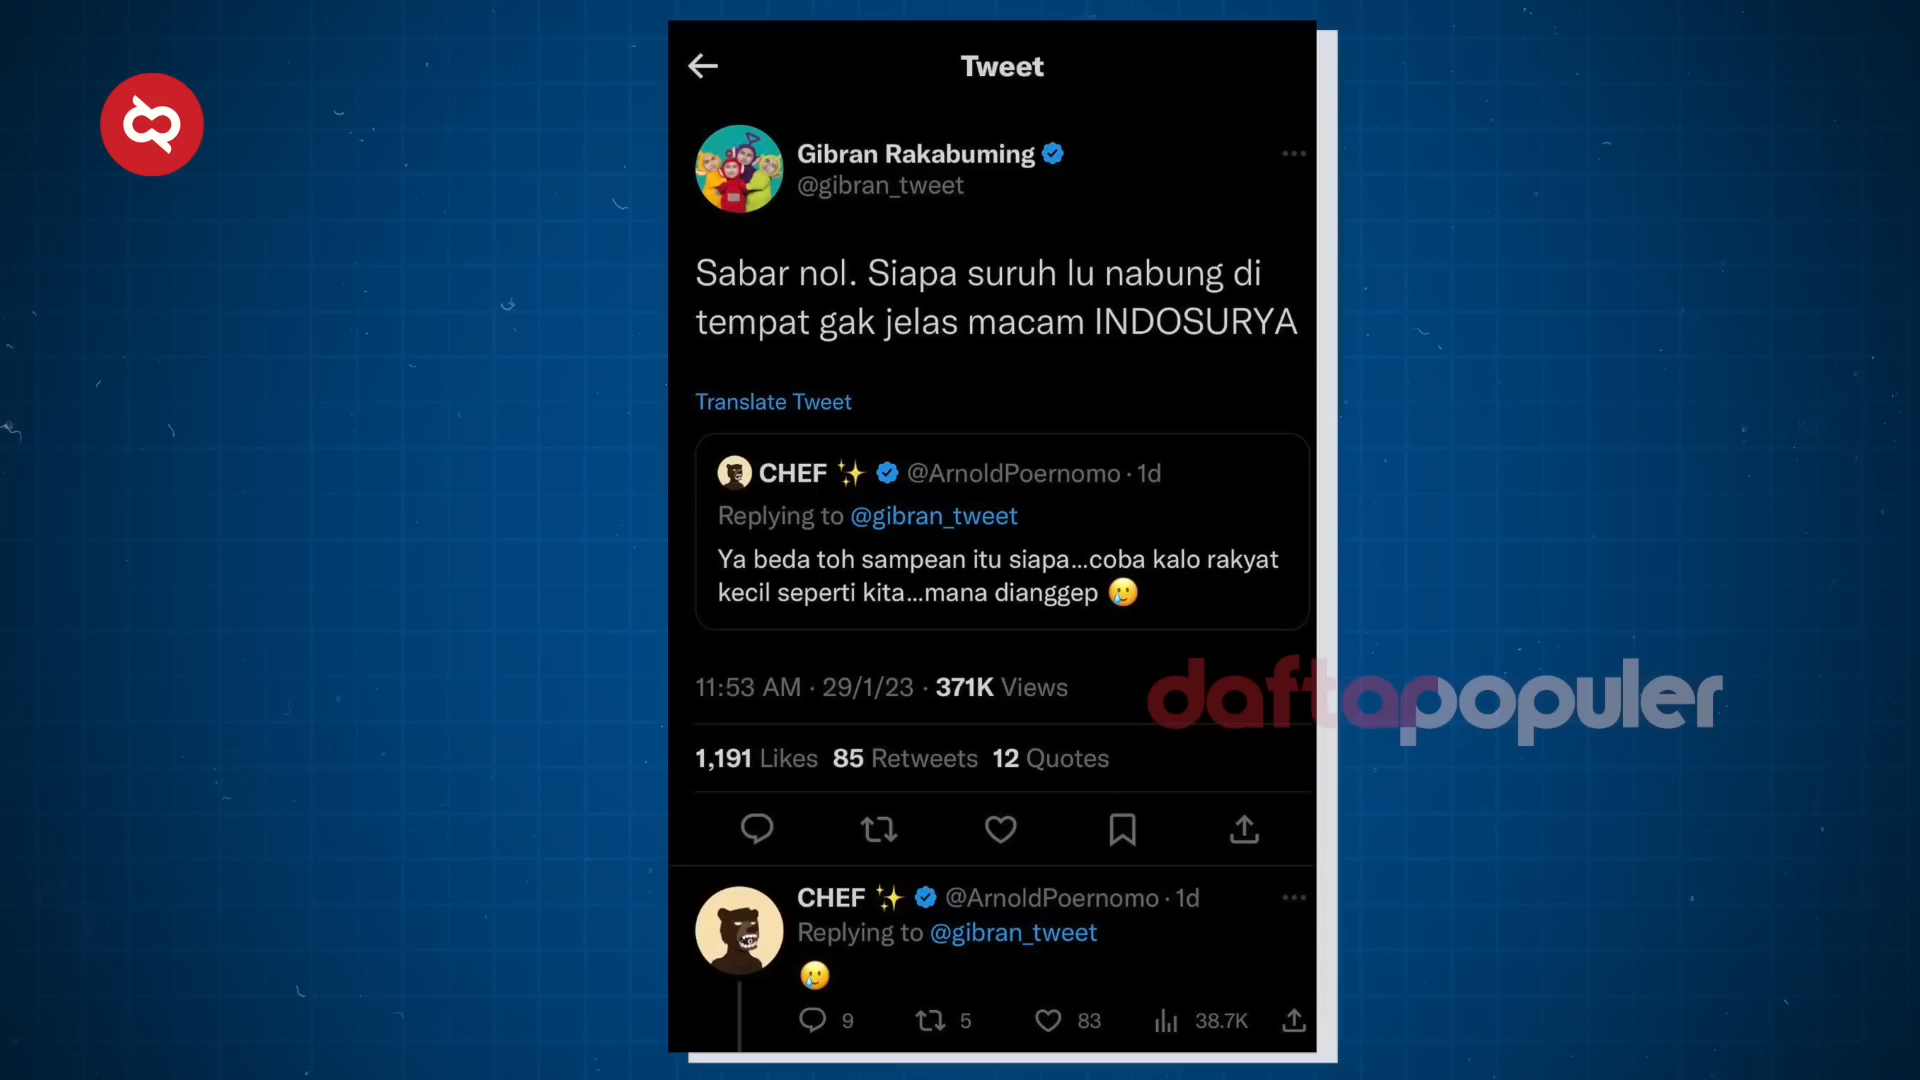 Tweet
Gibran Rakabuming
@gibran_tweet
Sabar nol. Siapa suruh lu nabung di
tempat gak jelas macam INDOSURYA
Translate Tweet
CHEF ✨ @ArnoldPoernomo · 1d
Replying to @gibran_tweet
Ya beda toh sampean itu siapa...coba kalo rakyat
kecil seperti kita...mana dianggep 🥲
11:53 AM · 29/1/23 · 371K Views
daftarpopuler
1,191 Likes 85 Retweets 12 Quotes
CHEF ✨ @ArnoldPoernomo · 1d
Replying to @gibran_tweet
🥲
9 5 83 38.7K